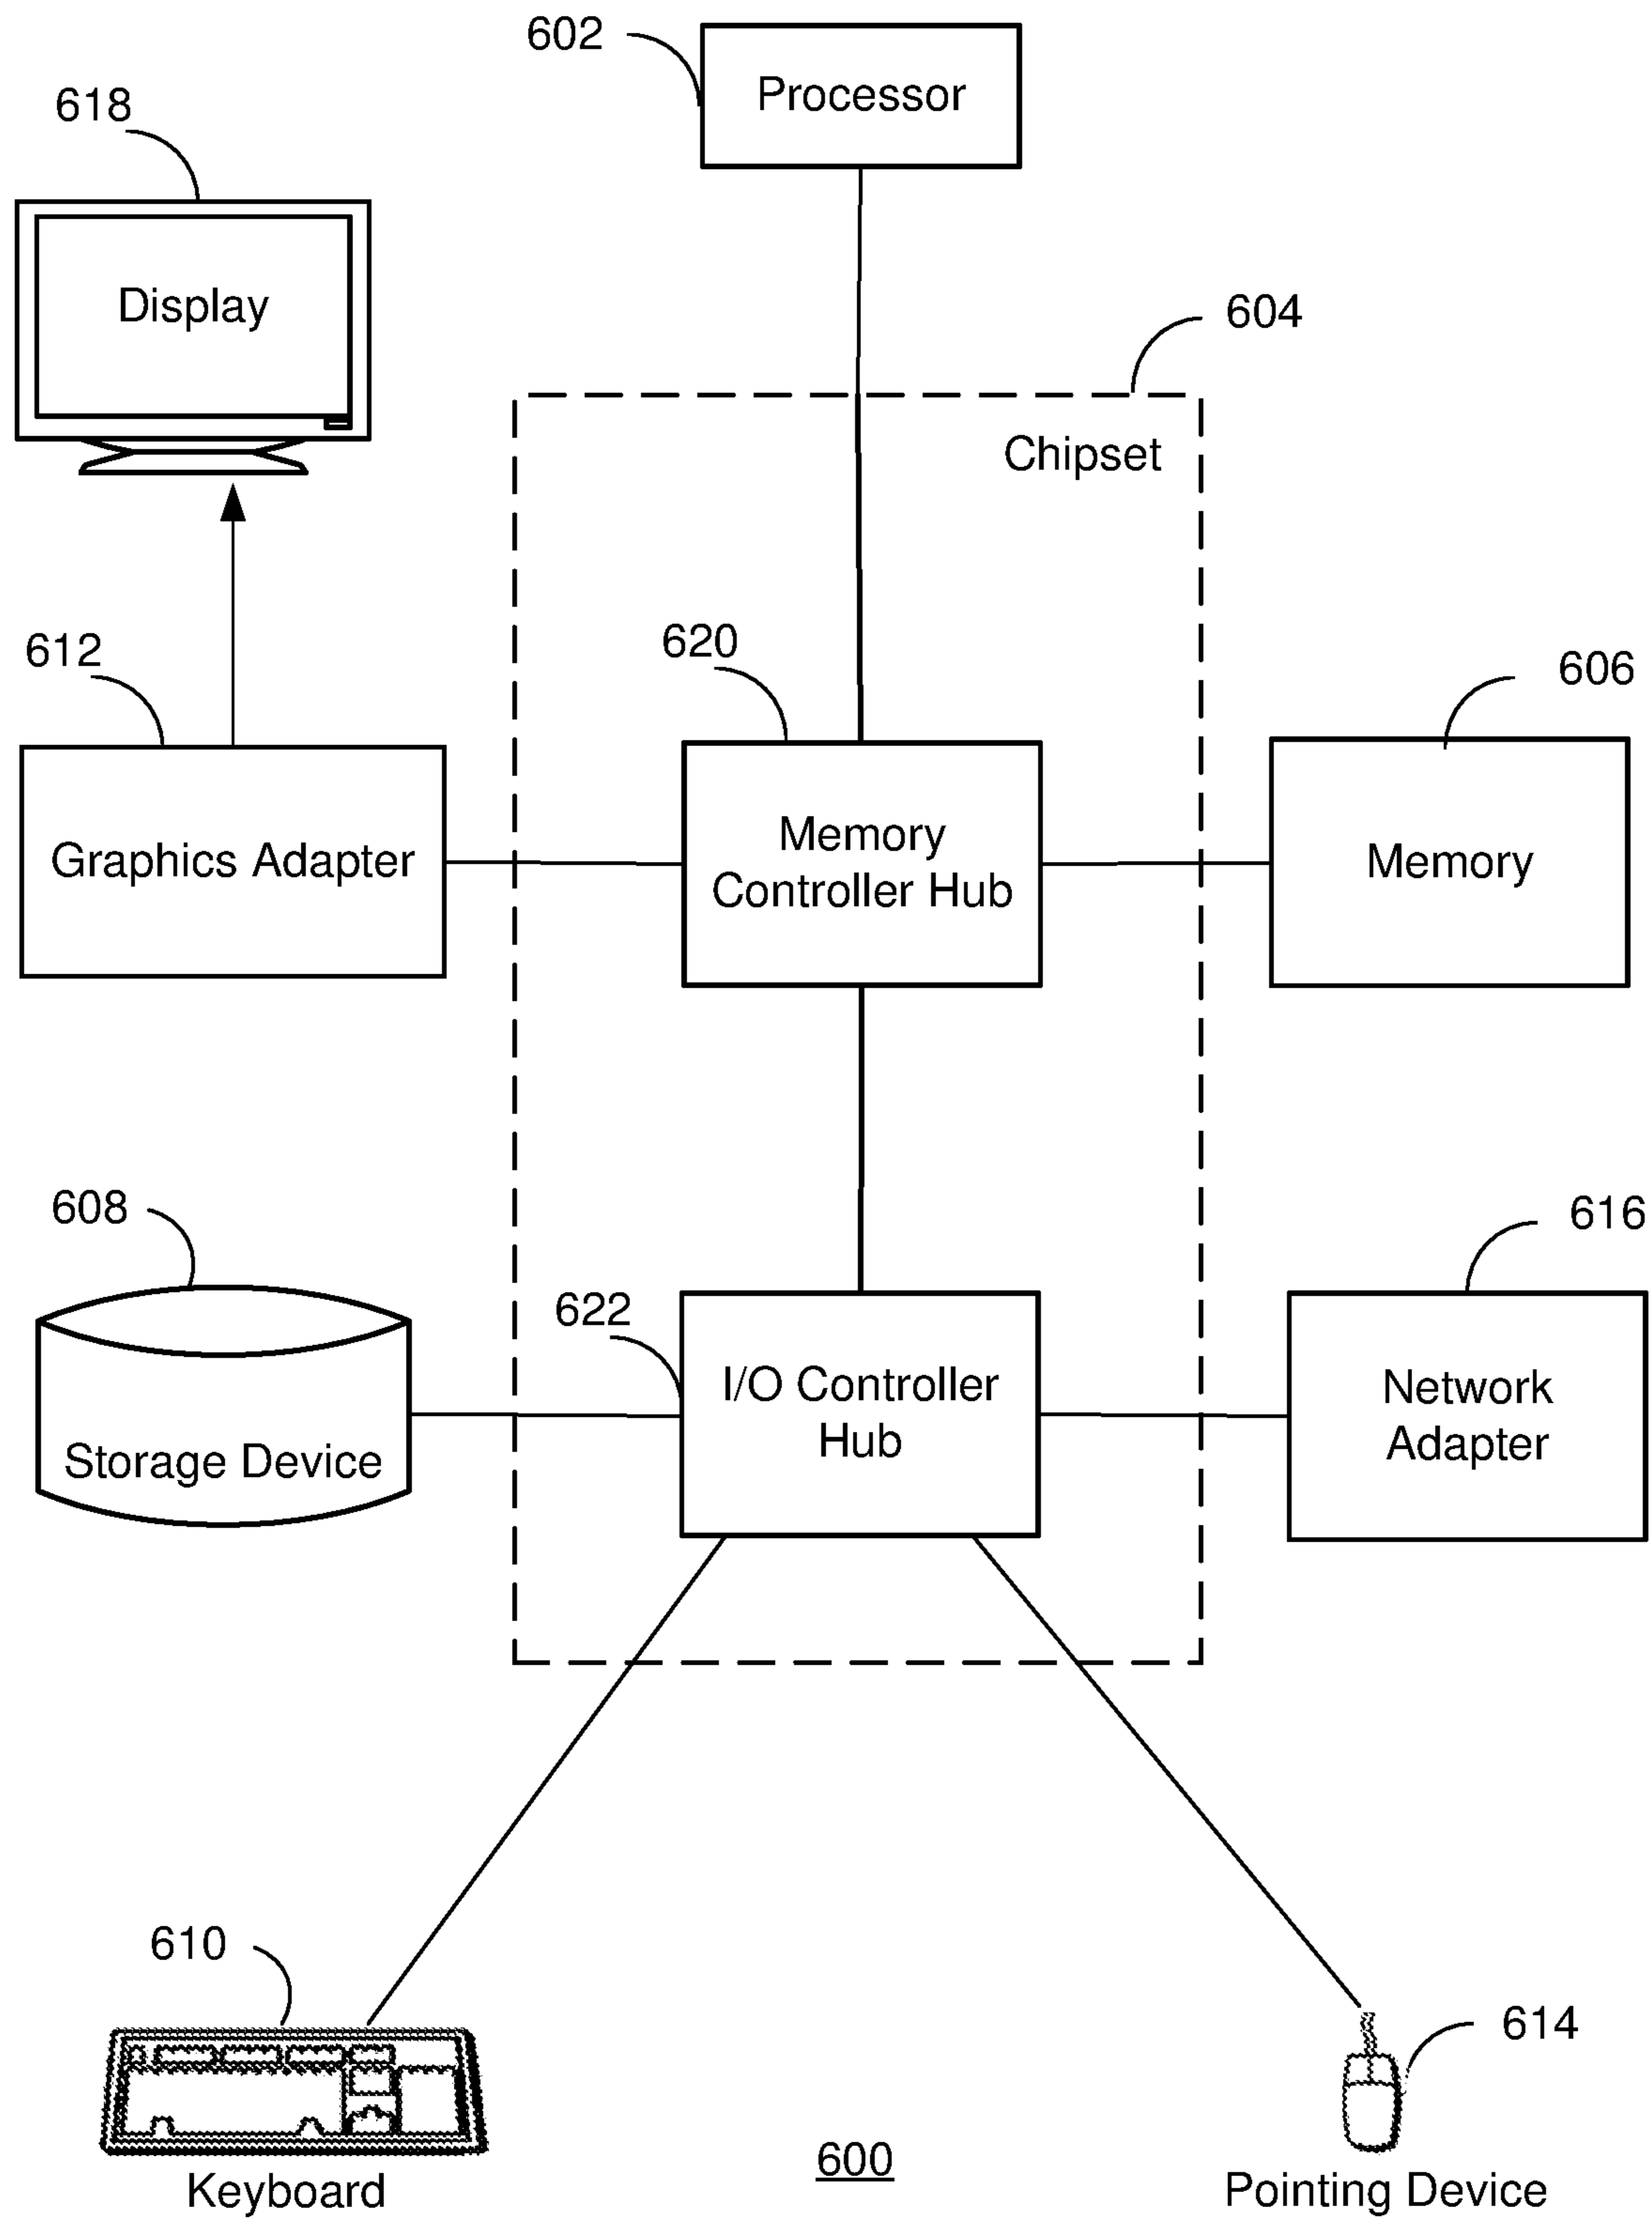 602
Processor
618
Display
604
Chipset
612
620
606
Graphics Adapter
Memory
Controller Hub
Memory
608
616
622
Storage Device
I/O Controller
Hub
Network
Adapter
610
614
Keyboard
600
Pointing Device